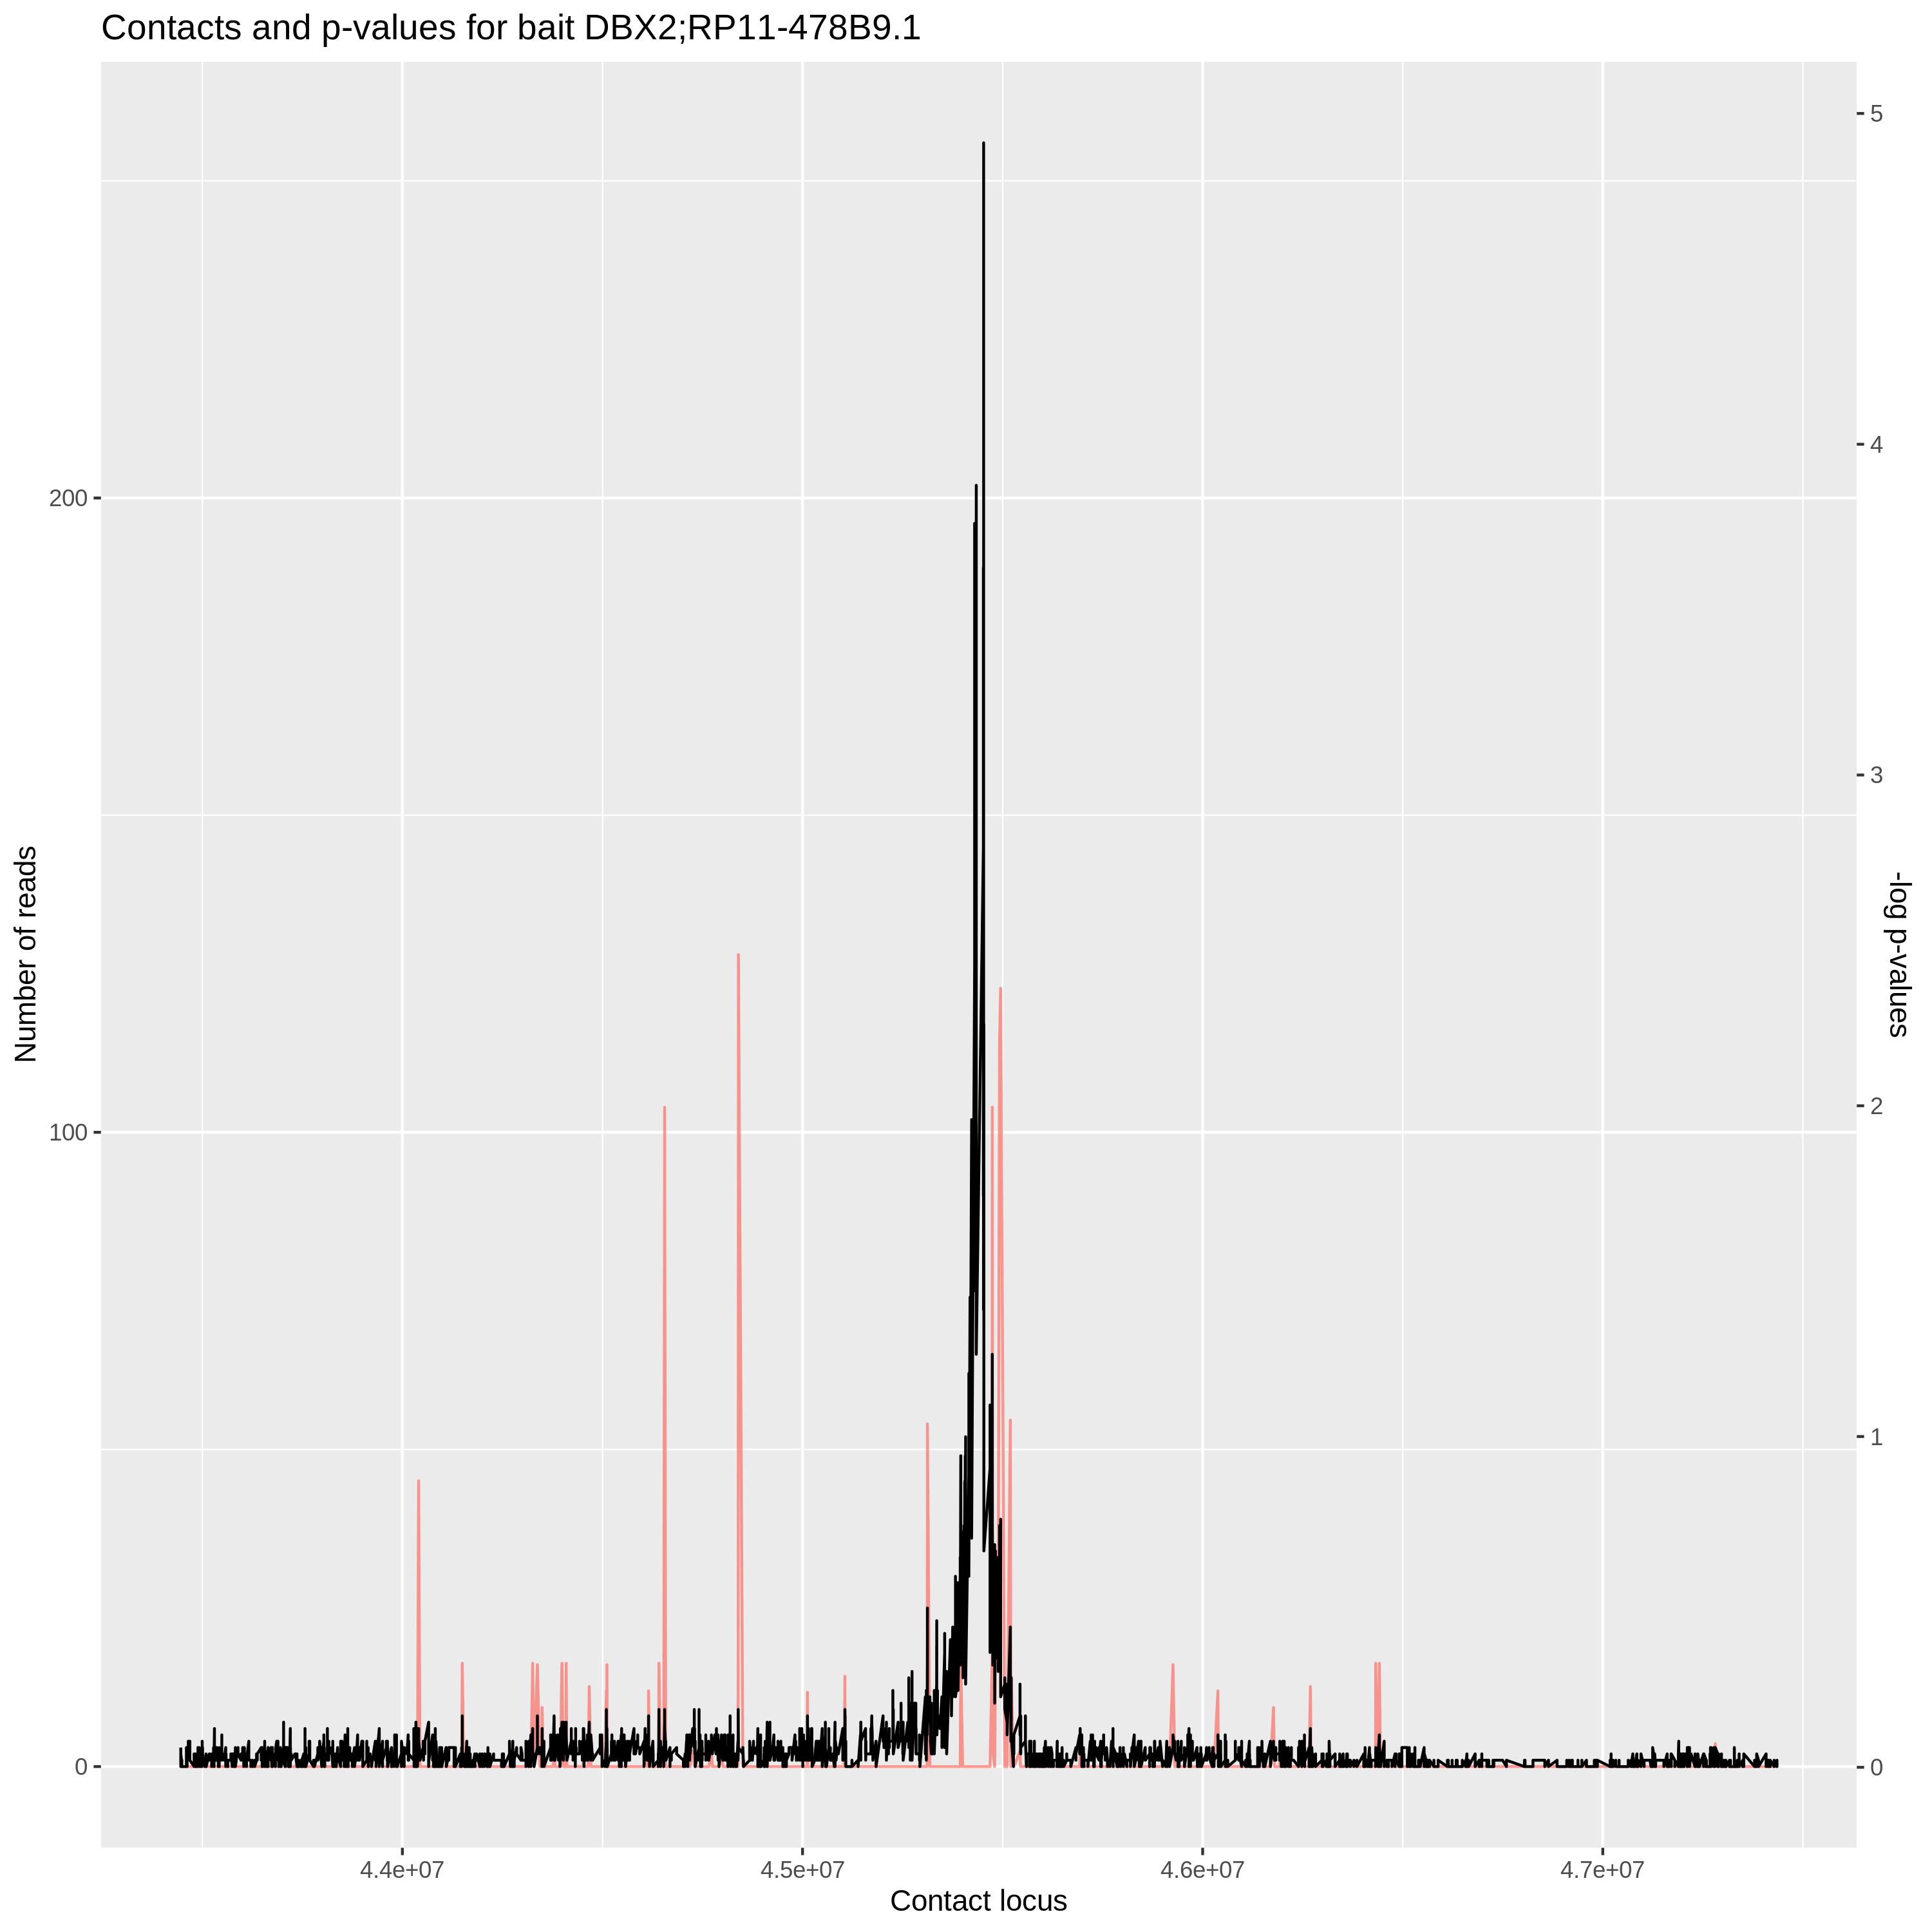 Contacts and p-values for bait DBX2;RP11-478B9.1
5
4
200
3
Number of reads
-log p-values
2
100
1
0
0
4.4e+07
4.5e+07
4.6e+07
4.7e+07
Contact locus